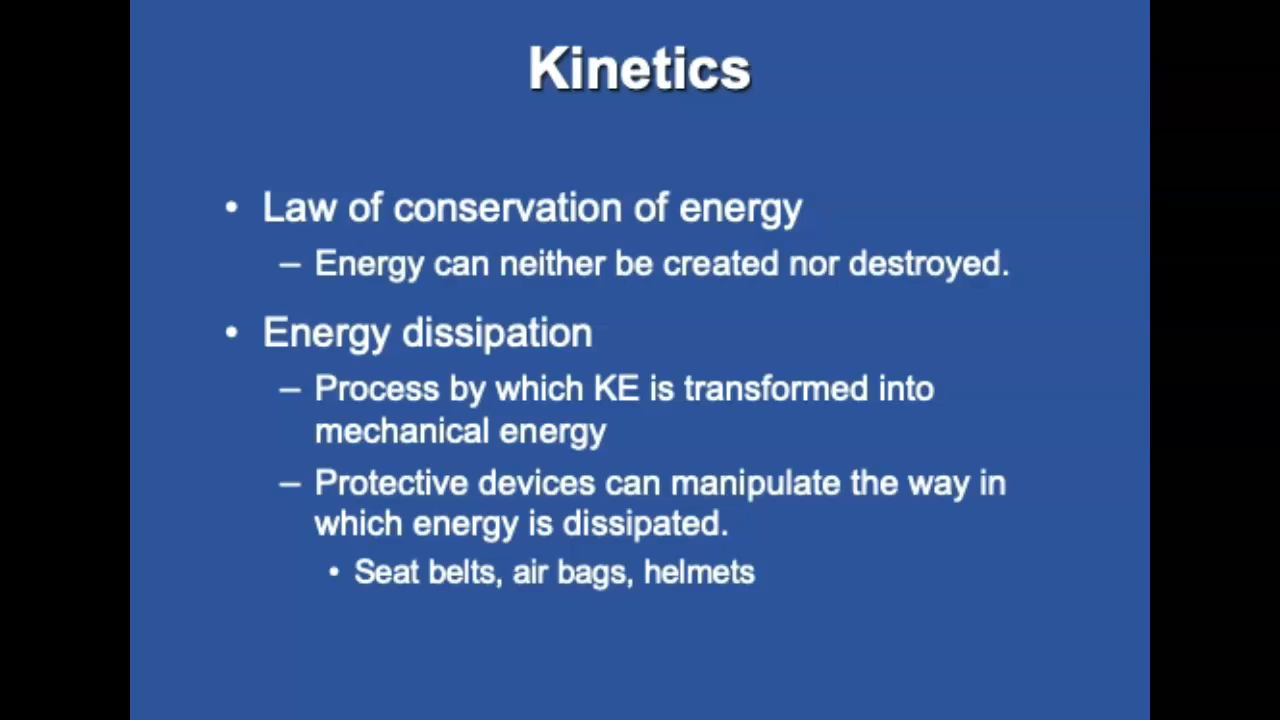 Kinetics
• Law of conservation of energy
– Energy can neither be created nor destroyed.
• Energy dissipation
– Process by which KE is transformed into
mechanical energy
– Protective devices can manipulate the way in
which energy is dissipated.
• Seat belts, air bags, helmets